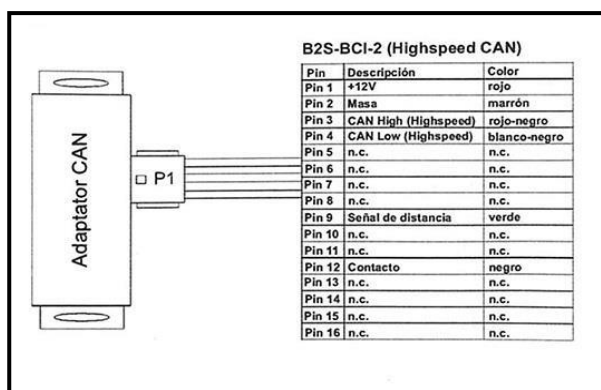 B2S-BCI-2 (Highspeed CAN)
Pin Descripción Color
Pin 1 +12V rojo
Pin 2 Masa marrón
Pin 3 CAN High (Highspeed) rojo-negro
Pin 4 CAN Low (Highspeed) blanco-negro
Pin 5 n.c. n.c.
Pin 6 n.c. n.c.
Pin 7 n.c. n.c.
Pin 8 n.c. n.c.
Pin 9 Señal de distancia verde
Pin 10 n.c. n.c.
Pin 11 n.c. n.c.
Pin 12 Contacto negro
Pin 13 n.c. n.c.
Pin 14 n.c. n.c.
Pin 15 n.c. n.c.
Pin 16 n.c. n.c.
Adaptator CAN
P1